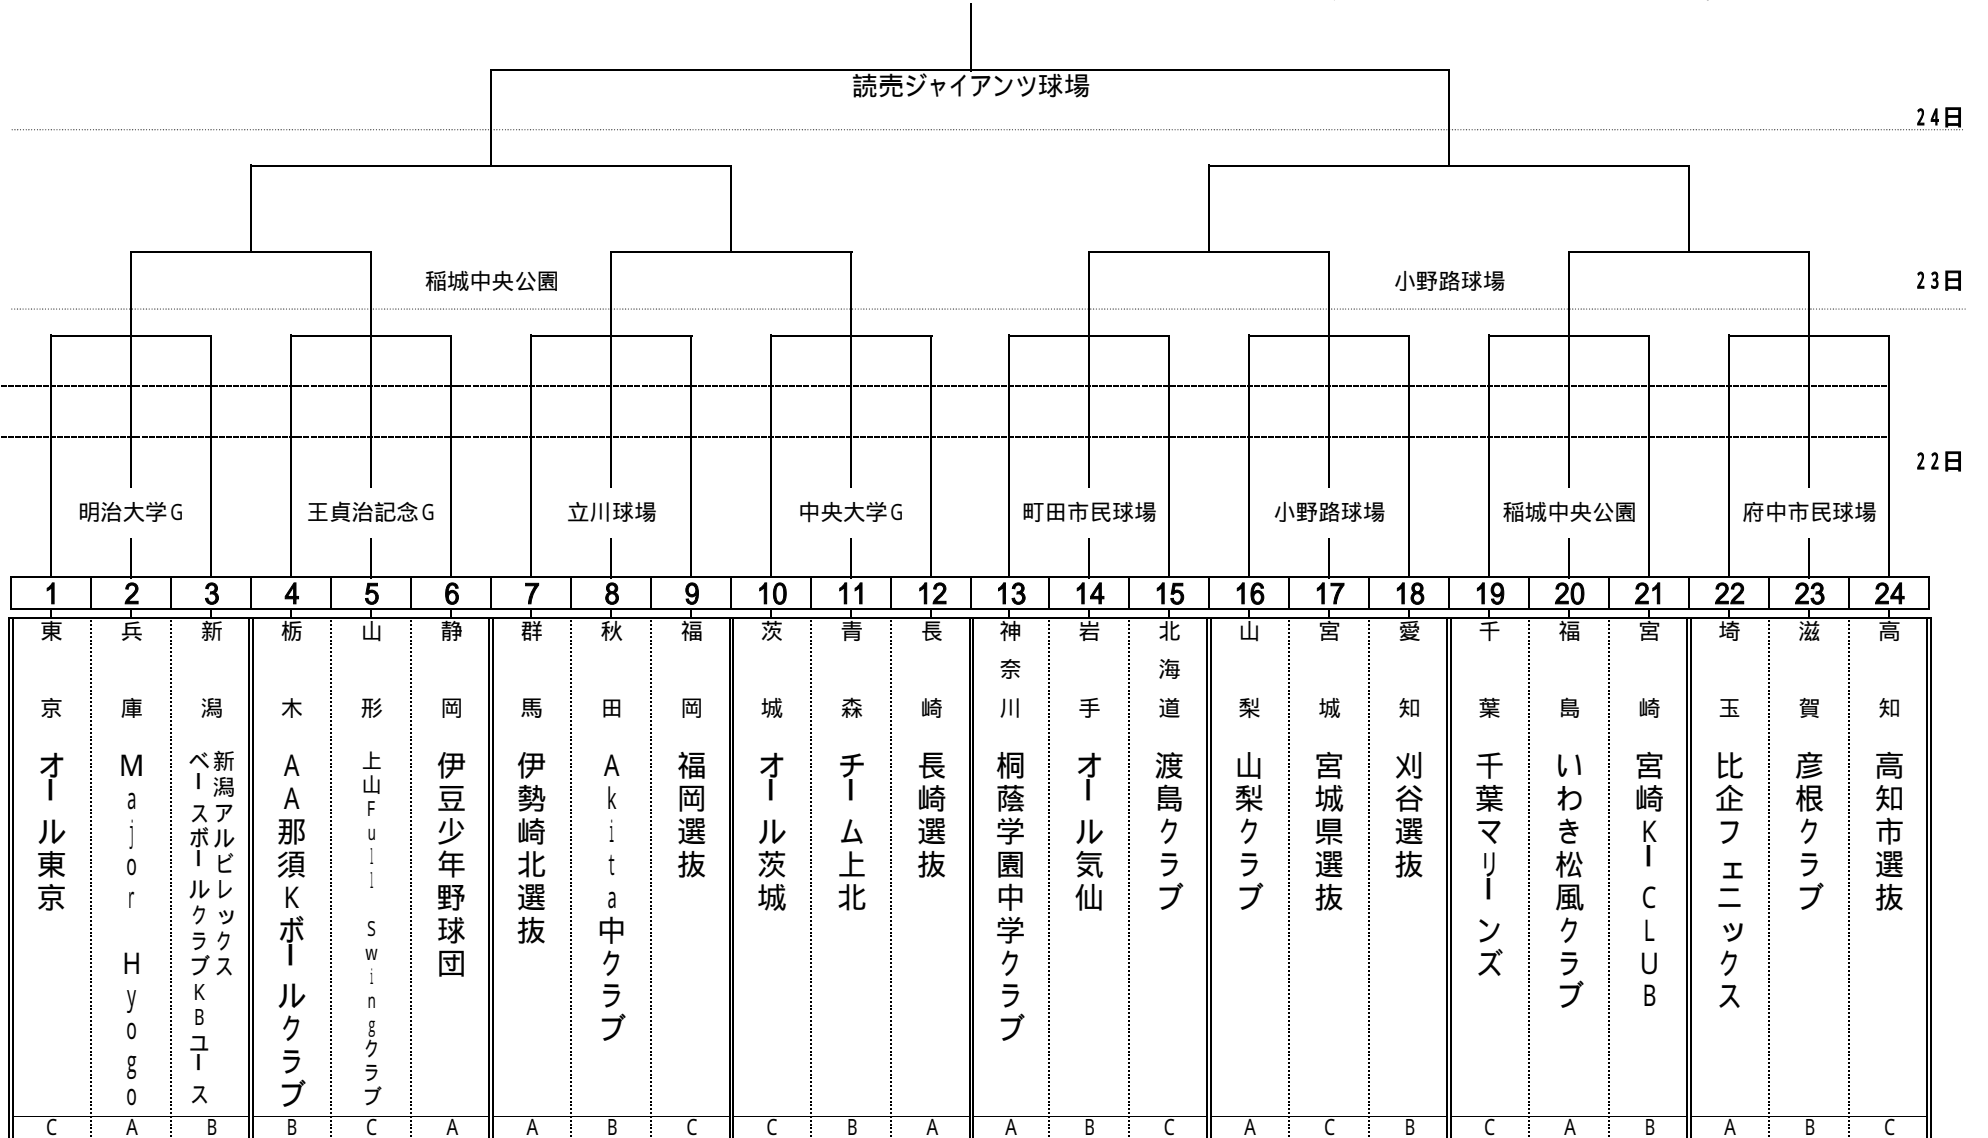 読売ジャイアンツ球場
24日
稲城中央公園
小野路球場
23日
22日
明治大学G
王貞治記念G
立川球場
中央大学G
町田市民球場
小野路球場
稲城中央公園
府中市民球場
1 2 3 4 5 6 7 8 9 10 11 12 13 14 15 16 17 18 19 20 21 22 23 24
東京
オール東京
C
兵庫
Major Hyogo
A
新潟
新潟アルビレックス
ベースボールクラブKBユース
B
栃木
AA那須Kボールクラブ
B
山形
上山Full Swingクラブ
C
静岡
伊豆少年野球団
A
群馬
伊勢崎北選抜
A
秋田
Akita中クラブ
B
福岡
福岡選抜
C
茨城
オール茨城
C
青森
チーム上北
B
長崎
長崎選抜
A
神奈川
桐蔭学園中学クラブ
A
岩手
オール気仙
B
北海道
渡島クラブ
C
山梨
山梨クラブ
A
宮城
宮城県選抜
C
愛知
刈谷選抜
B
千葉
千葉マリーンズ
C
福島
いわき松風クラブ
A
宮崎
宮崎KーCLUB
B
埼玉
比企フェニックス
A
滋賀
彦根クラブ
B
高知
高知市選抜
C